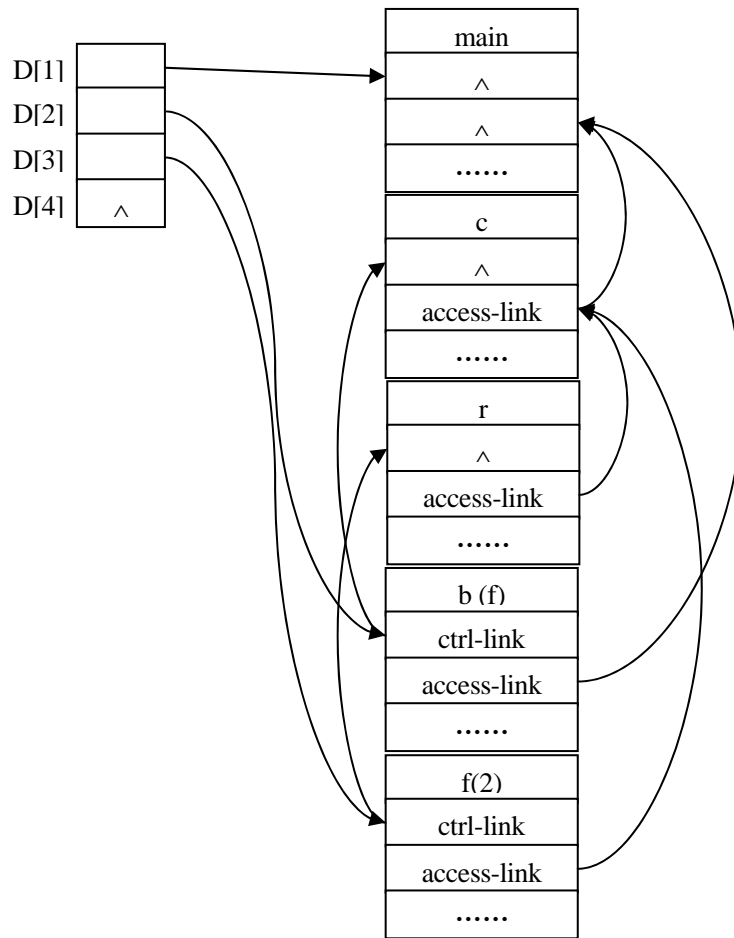 main
D[1]
^
D[2]
^
D[3]
......
D[4]
^
c
^
access-link
......
r
^
access-link
......
b (f)
ctrl-link
access-link
......
f(2)
ctrl-link
access-link
......